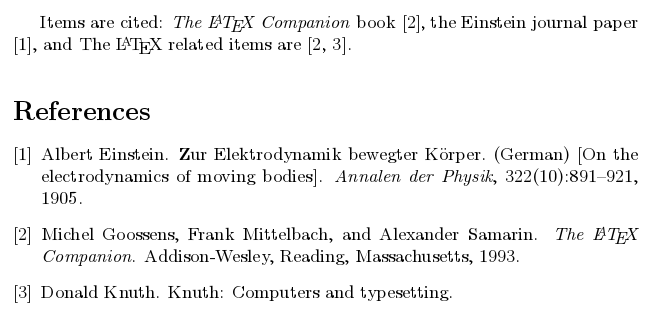 Items are cited: The LATEX Companion book [2], the Einstein journal paper
[1], and The LATEX related items are [2, 3].
References
[1] Albert Einstein. Zur Elektrodynamik bewegter Körper. (German) [On the
electrodynamics of moving bodies]. Annalen der Physik, 322(10):891–921,
1905.
[2] Michel Goossens, Frank Mittelbach, and Alexander Samarin. The LATEX
Companion. Addison-Wesley, Reading, Massachusetts, 1993.
[3] Donald Knuth. Knuth: Computers and typesetting.